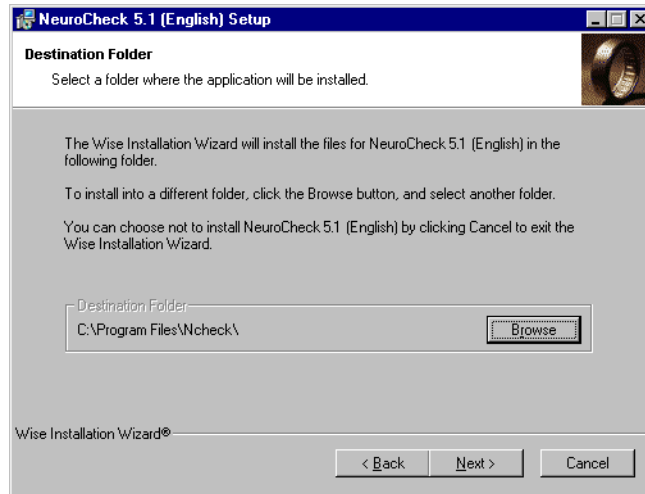 NeuroCheck 5.1 (English) Setup
Destination Folder
Select a folder where the application will be installed.
The Wise Installation Wizard will install the files for NeuroCheck 5.1 (English) in the
following folder.
To install into a different folder, click the Browse button, and select another folder.
You can choose not to install NeuroCheck 5.1 (English) by clicking Cancel to exit the
Wise Installation Wizard.
Destination Folder
C:\Program Files\Ncheck\
Browse
Wise Installation Wizard®
< Back
Next >
Cancel